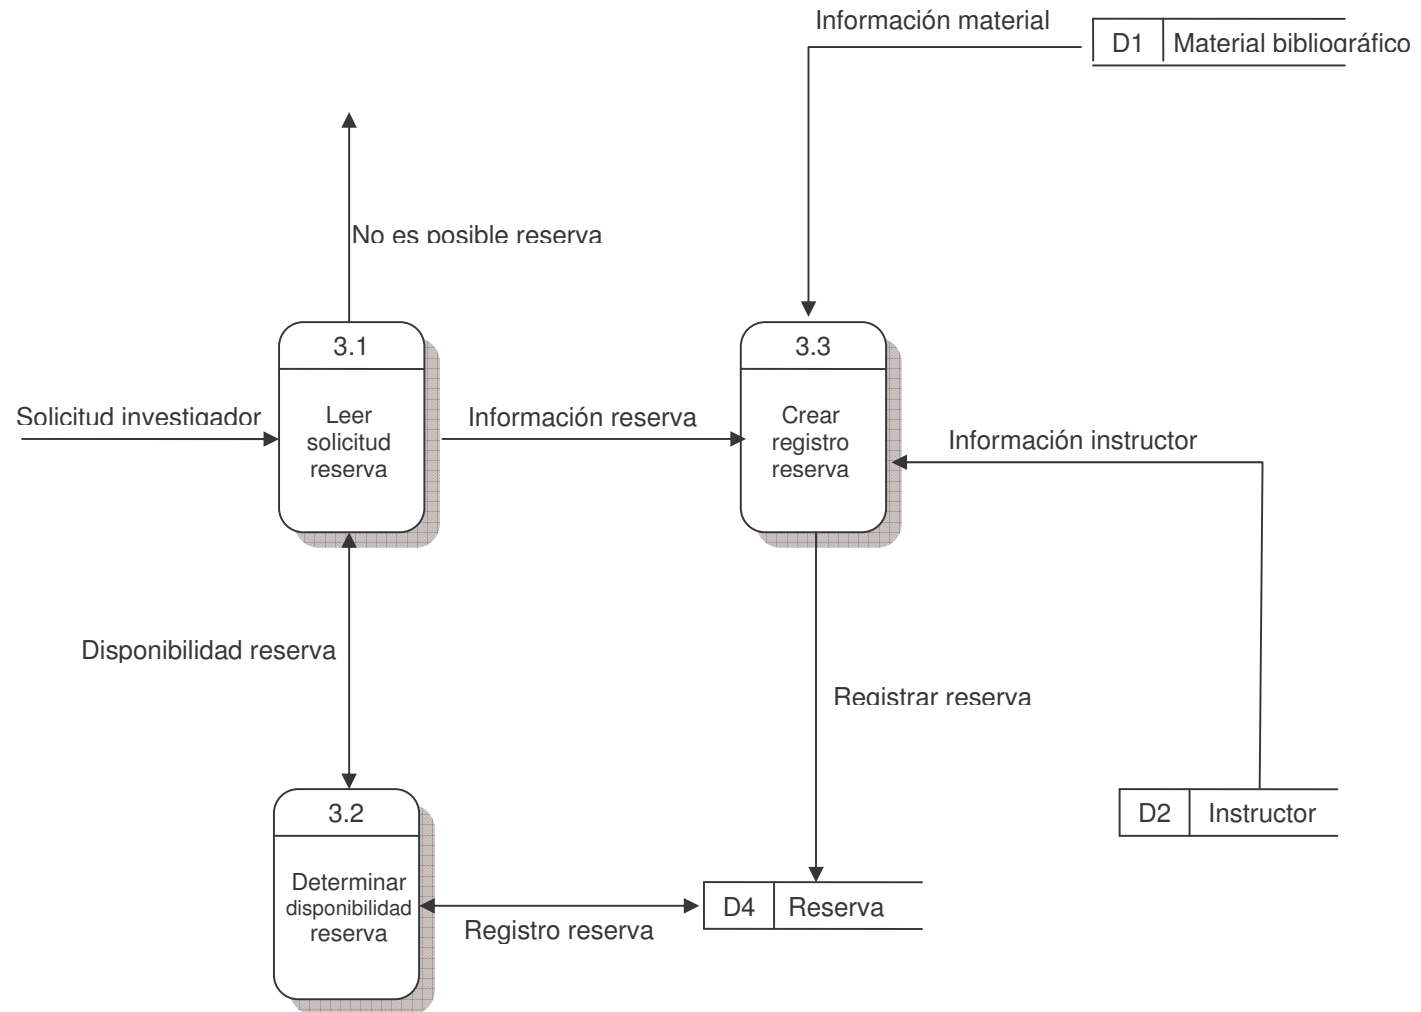 Información material
D1
Material bibliográfico
No es posible reserva
3.1
3.3
Solicitud investigador
Leer
solicitud
reserva
Información reserva
Crear
registro
reserva
Información instructor
Disponibilidad reserva
Registrar reserva
3.2
D2
Instructor
Determinar
disponibilidad
reserva
D4
Reserva
Registro reserva